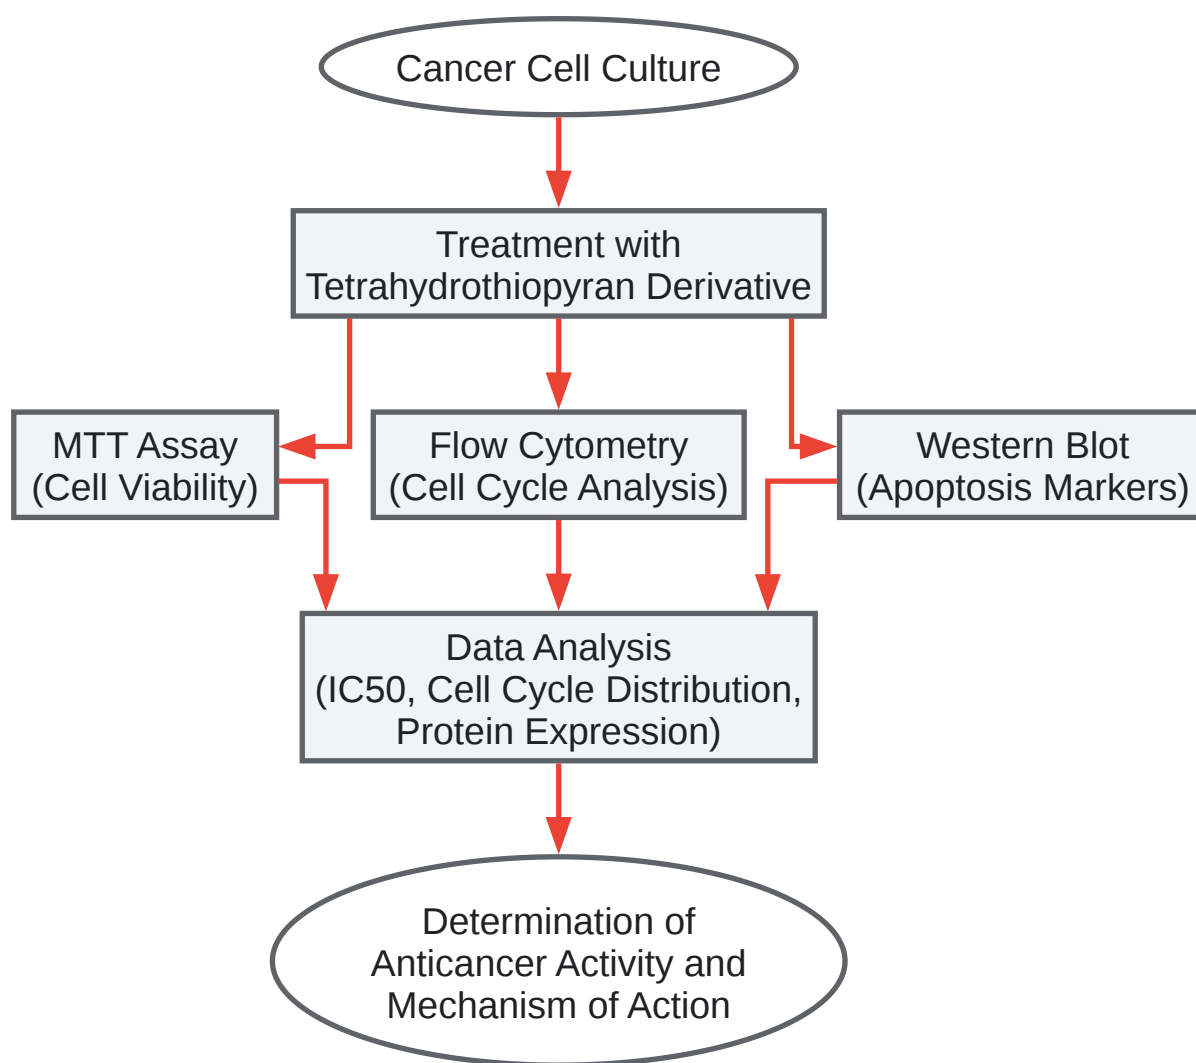 Cancer Cell Culture
Treatment with
Tetrahydrothiopyran Derivative
MTT Assay
(Cell Viability)
Flow Cytometry
(Cell Cycle Analysis)
Western Blot
(Apoptosis Markers)
Data Analysis
(IC50, Cell Cycle Distribution,
Protein Expression)
Determination of
Anticancer Activity and
Mechanism of Action